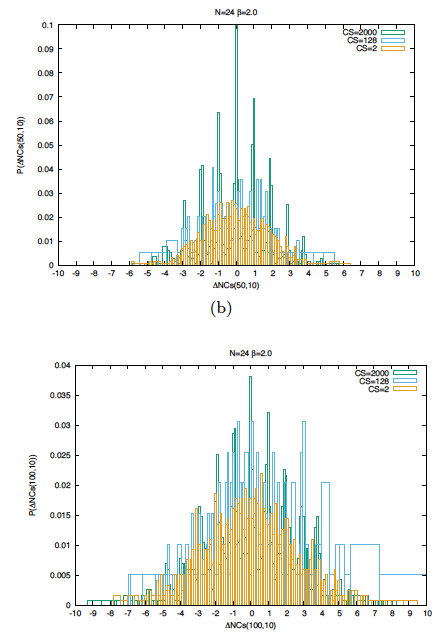 N=24 β=2.0
CS=2000
CS=128
CS=2
0.1
0.09
0.08
0.07
0.06
0.05
0.04
0.03
0.02
0.01
0
P(ΔNCs(50,10))
-10 -9 -8 -7 -6 -5 -4 -3 -2 -1 0 1 2 3 4 5 6 7 8 9 10
ΔNCs(50,10)
(b)
N=24 β=2.0
CS=2000
CS=128
CS=2
0.04
0.035
0.03
0.025
0.02
0.015
0.01
0.005
0
P(ΔNCs(100,10))
-10 -9 -8 -7 -6 -5 -4 -3 -2 -1 0 1 2 3 4 5 6 7 8 9 10
ΔNCs(100,10)